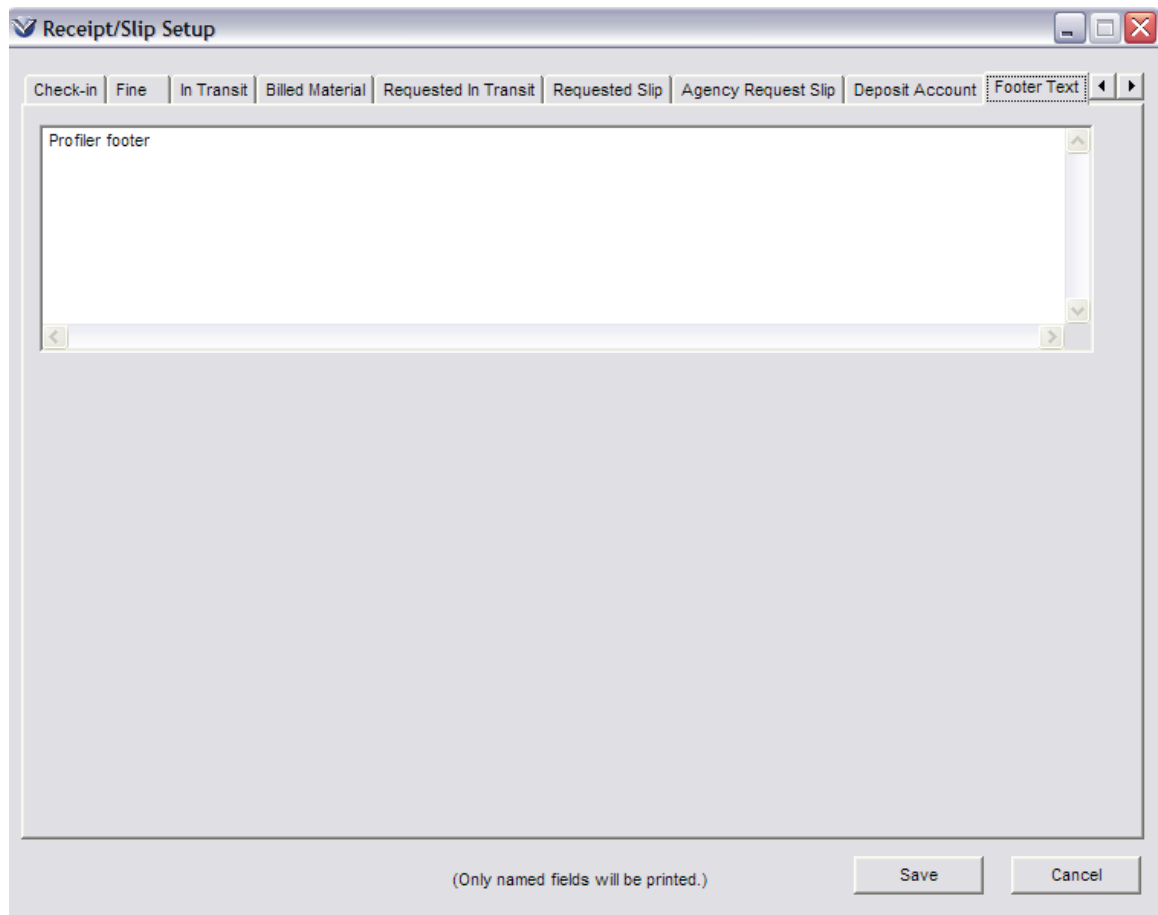 Receipt/Slip Setup
Check-in Fine In Transit Billed Material Requested In Transit Requested Slip Agency Request Slip Deposit Account Footer Text
Profiler footer
(Only named fields will be printed.) Save Cancel